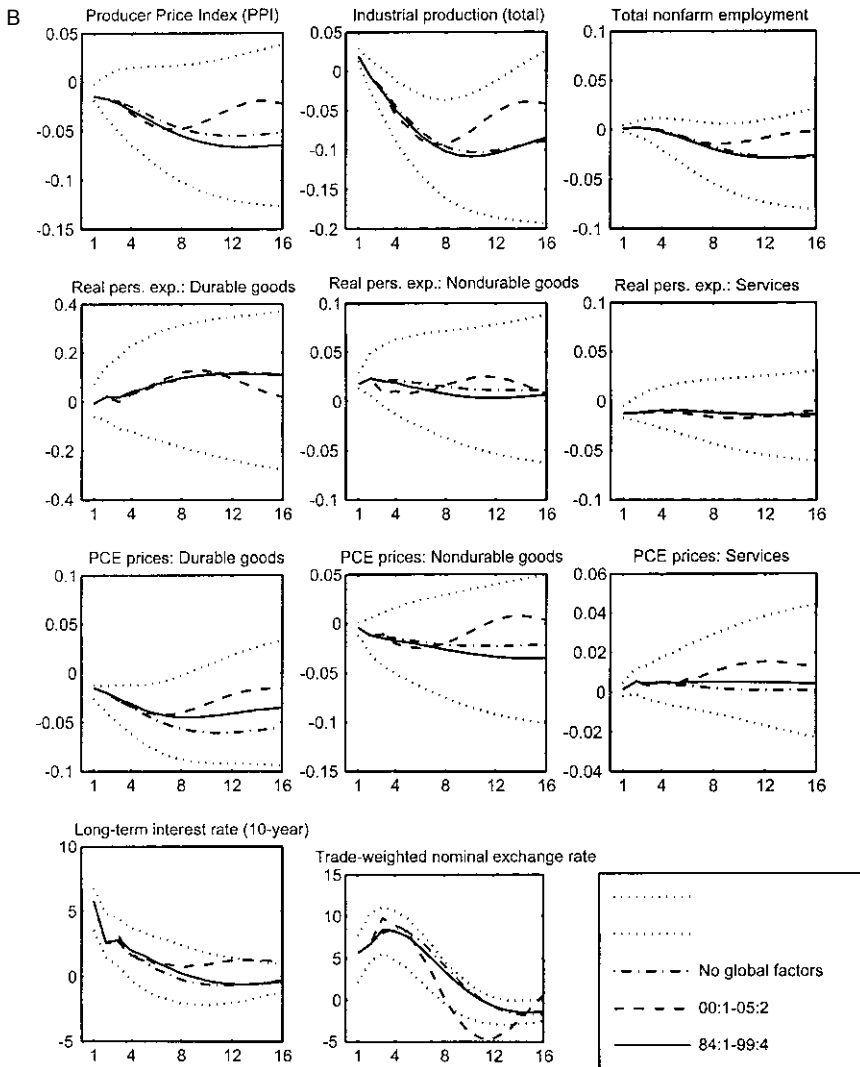 B
Producer Price Index (PPI)
0.05
0
-0.05
-0.1
-0.15
1 4 8 12 16
Industrial production (total)
0.05
0
-0.05
-0.1
-0.15
-0.2
1 4 8 12 16
Total nonfarm employment
0.1
0.05
0
-0.05
-0.1
1 4 8 12 16
Real pers. exp.: Durable goods
0.4
0.2
0
-0.2
-0.4
1 4 8 12 16
Real pers. exp.: Nondurable goods
0.1
0.05
0
-0.05
-0.1
1 4 8 12 16
Real pers. exp.: Services
0.1
0.05
0
-0.05
-0.1
1 4 8 12 16
PCE prices: Durable goods
0.1
0.05
0
-0.05
-0.1
1 4 8 12 16
PCE prices: Nondurable goods
0.05
0
-0.05
-0.1
-0.15
1 4 8 12 16
PCE prices: Services
0.06
0.04
0.02
0
-0.02
-0.04
1 4 8 12 16
Long-term interest rate (10-year)
10
5
0
-5
1 4 8 12 16
Trade-weighted nominal exchange rate
15
10
5
0
-5
1 4 8 12 16
No global factors
00:1-05:2
84:1-99:4